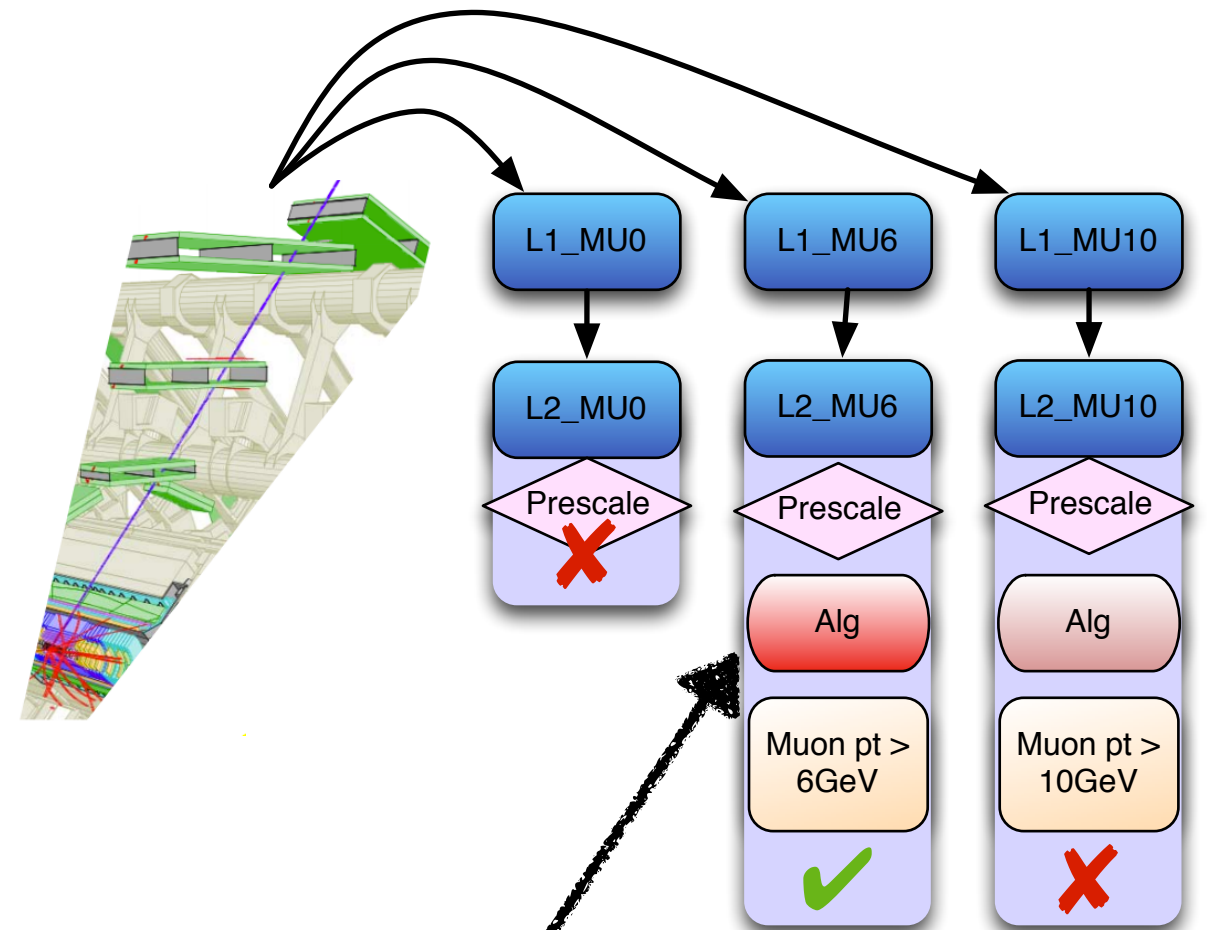 L1_MU0
L1_MU6
L1_MU10
L2_MU0
L2_MU6
L2_MU10
Prescale
Prescale
Prescale
Alg
Alg
Muon pt >
6GeV
Muon pt >
10GeV